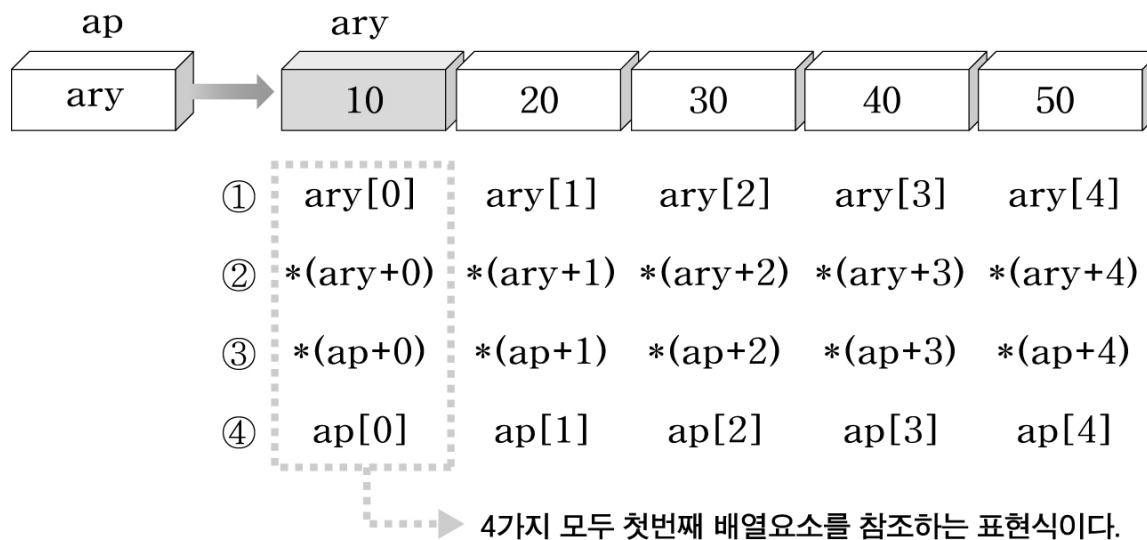 ap ary
ary 10 20 30 40 50
① ary[0] ary[1] ary[2] ary[3] ary[4]
② *(ary+0) *(ary+1) *(ary+2) *(ary+3) *(ary+4)
③ *(ap+0) *(ap+1) *(ap+2) *(ap+3) *(ap+4)
④ ap[0] ap[1] ap[2] ap[3] ap[4]
4가지 모두 첫번째 배열요소를 참조하는 표현식이다.